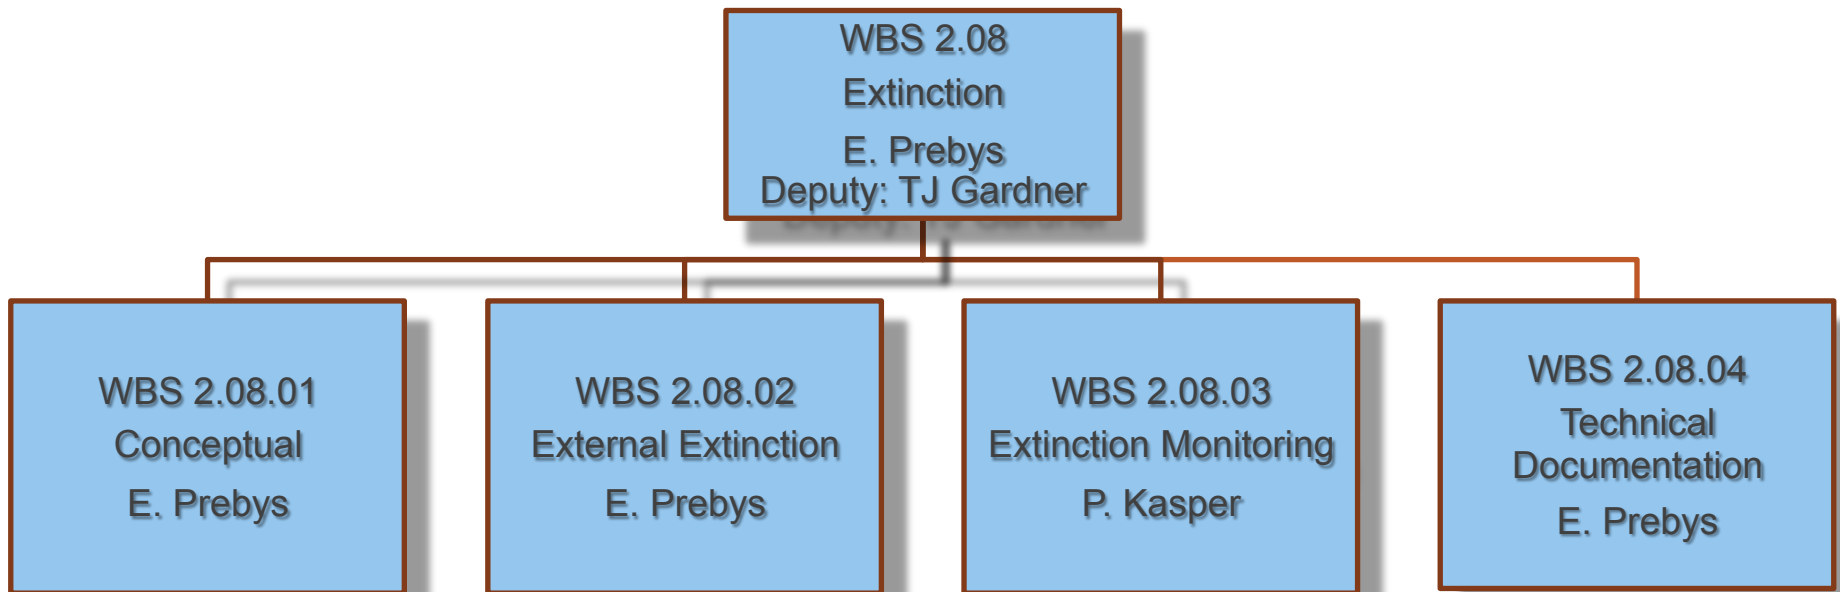 WBS 2.08
Extinction
E. Prebys
Deputy: TJ Gardner
WBS 2.08.01
Conceptual
E. Prebys
WBS 2.08.02
External Extinction
E. Prebys
WBS 2.08.03
Extinction Monitoring
P. Kasper
WBS 2.08.04
Technical
Documentation
E. Prebys